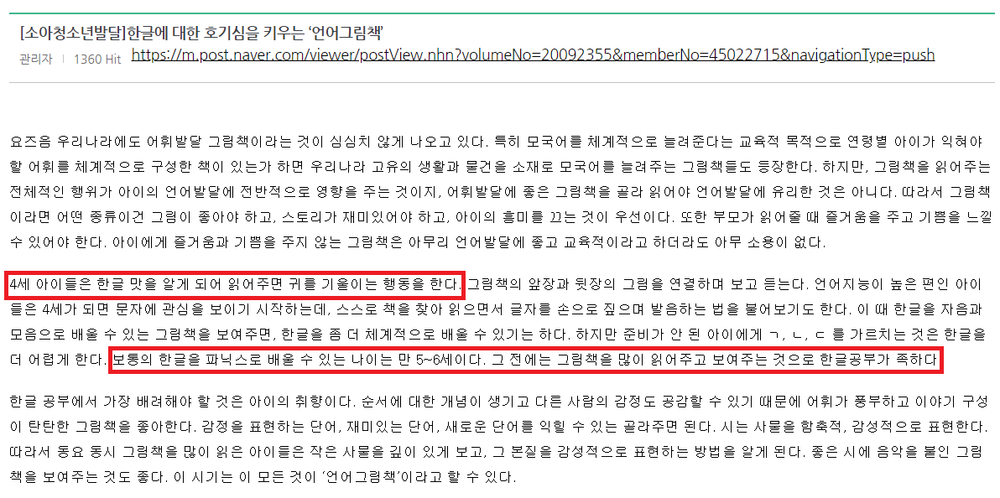 [소아청소년발달]한글에 대한 호기심을 키우는 ‘언어그림책’
관리자 | 1360 Hit https://m.post.naver.com/viewer/postView.nhn?volumeNo=20092355&memberNo=45022715&navigationType=push
요즈음 우리나라에도 어휘발달 그림책이라는 것이 심심치 않게 나오고 있다. 특히 모국어를 체계적으로 늘려준다는 교육적 목적으로 연령별 아이가 익혀야
할 어휘를 체계적으로 구성한 책이 있는가 하면 우리나라 고유의 생활과 물건을 소재로 모국어를 늘려주는 그림책들도 등장한다. 하지만, 그림책을 읽어주는
전체적인 행위가 아이의 언어발달에 전반적으로 영향을 주는 것이지, 어휘발달에 좋은 그림책을 골라 읽어야 언어발달에 유리한 것은 아니다. 따라서 그림책
이라면 어떤 종류이건 그림이 좋아야 하고, 스토리가 재미있어야 하고, 아이의 흥미를 끄는 것이 우선이다. 또한 부모가 읽어줄 때 즐거움을 주고 기쁨을 느낄
수 있어야 한다. 아이에게 즐거움과 기쁨을 주지 않는 그림책은 아무리 언어발달에 좋고 교육적이라고 하더라도 아무 소용이 없다.
4세 아이들은 한글 맛을 알게 되어 읽어주면 귀를 기울이는 행동을 한다. 그림책의 앞장과 뒷장의 그림을 연결하며 보고 듣는다. 언어지능이 높은 편인 아이
들은 4세가 되면 문자에 관심을 보이기 시작하는데, 스스로 책을 찾아 읽으면서 글자를 손으로 짚으며 발음하는 법을 물어보기도 한다. 이 때 한글을 자음과
모음으로 배울 수 있는 그림책을 보여주면, 한글을 좀 더 체계적으로 배울 수 있기는 하다. 하지만 준비가 안 된 아이에게 ㄱ, ㄴ, ㄷ 를 가르치는 것은 한글을
더 어렵게 한다. 보통의 한글을 파닉스로 배울 수 있는 나이는 만 5~6세이다. 그 전에는 그림책을 많이 읽어주고 보여주는 것으로 한글공부가 족하다
한글 공부에서 가장 배려해야 할 것은 아이의 취향이다. 순서에 대한 개념이 생기고 다른 사람의 감정도 공감할 수 있기 때문에 어휘가 풍부하고 이야기 구성
이 탄탄한 그림책을 좋아한다. 감정을 표현하는 단어, 재미있는 단어, 새로운 단어를 익힐 수 있는 골라주면 된다. 시는 사물을 함축적, 감성적으로 표현한다.
따라서 동요 동시 그림책을 많이 읽은 아이들은 작은 사물을 깊이 있게 보고, 그 본질을 감성적으로 표현하는 방법을 알게 된다. 좋은 시에 음악을 붙인 그림
책을 보여주는 것도 좋다. 이 시기는 이 모든 것이 ‘언어그림책’이라고 할 수 있다.